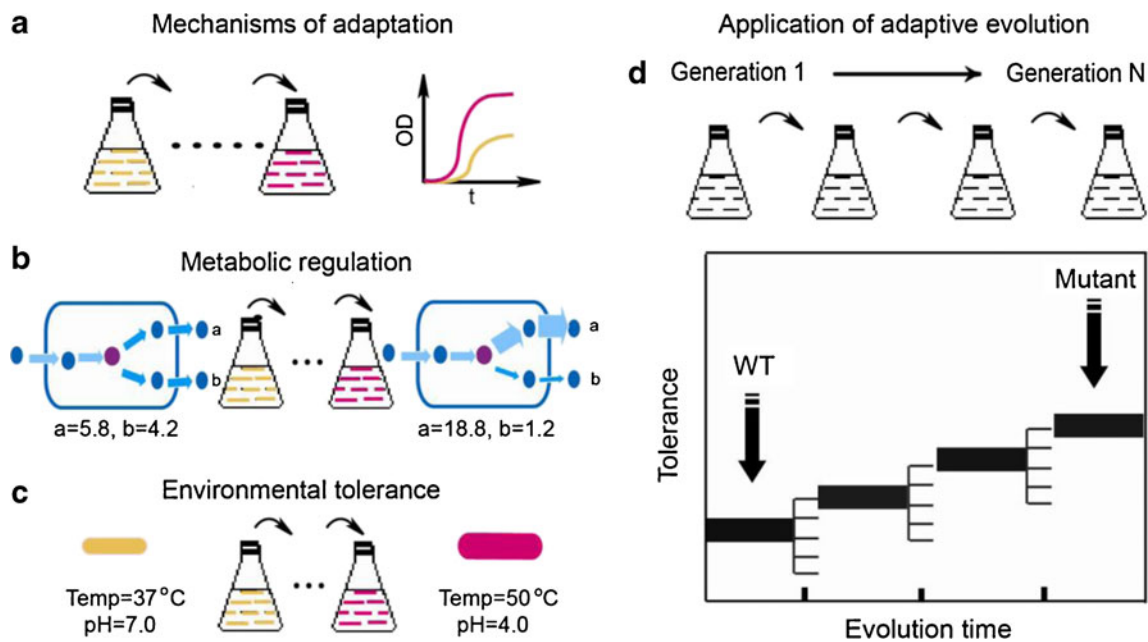 a
Mechanisms of adaptation
OD
t
b
Metabolic regulation
a
b
a
b
a=5.8, b=4.2
a=18.8, b=1.2
c
Environmental tolerance
Temp=37 °C
pH=7.0
Temp=50 °C
pH=4.0
Application of adaptive evolution
d
Generation 1
Generation N
Mutant
WT
Tolerance
Evolution time